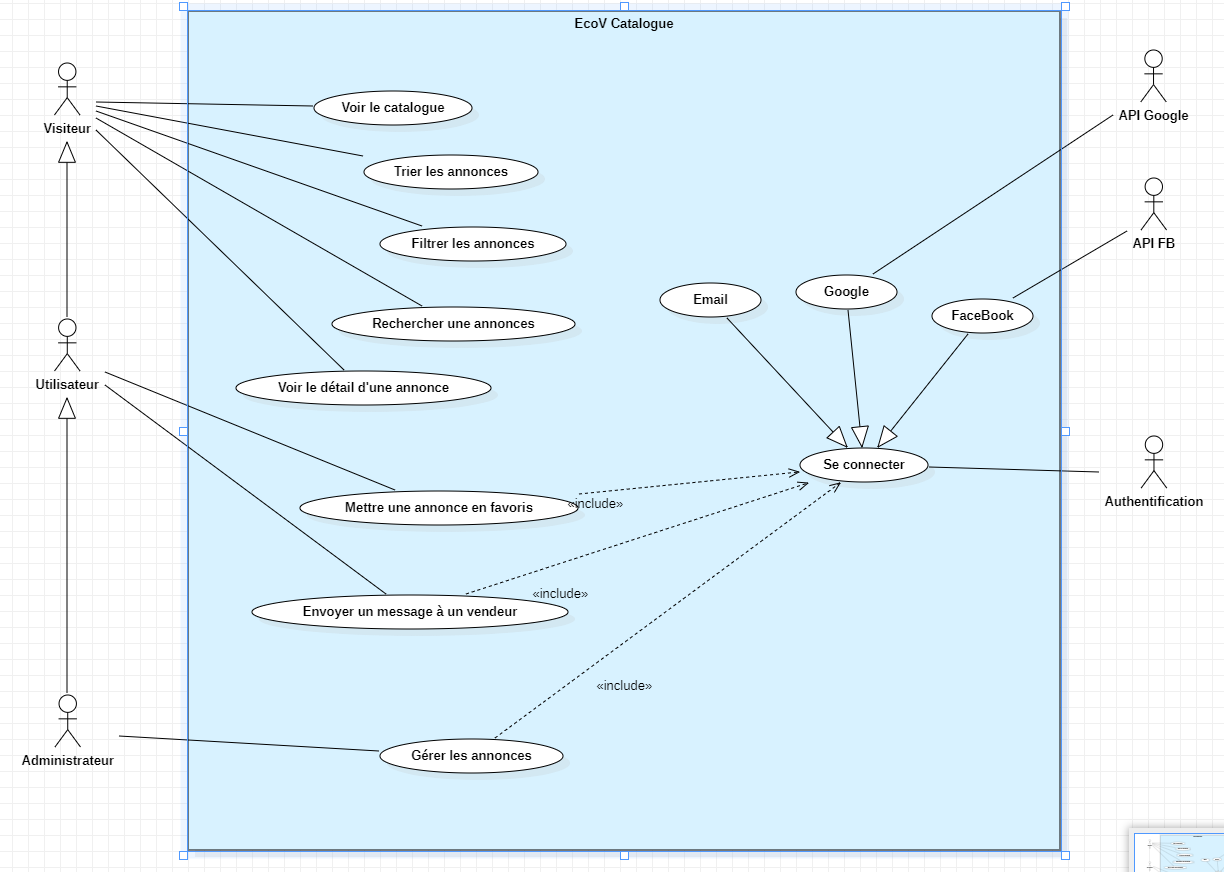 EcoV Catalogue
Voir le catalogue
API Google
Visiteur
Trier les annonces
Filtrer les annonces
API FB
Email
Google
FaceBook
Rechercher une annonces
Utilisateur
Voir le détail d'une annonce
Se connecter
Authentification
Mettre une annonce en favoris
«include»
«include»
Envoyer un message à un vendeur
«include»
Gérer les annonces
Administrateur